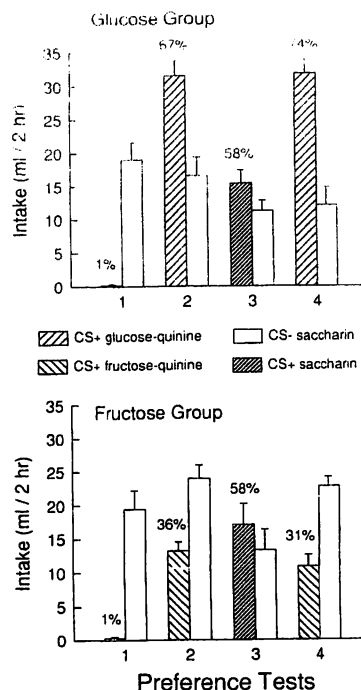 Glucose Group
67%
74%
58%
1%
35
30
25
20
15
10
5
0
Intake (ml / 2 hr)
1 2 3 4
CS+ glucose-quinine CS- saccharin
CS+ fructose-quinine CS+ saccharin
Fructose Group
35
30
25
20
15
10
5
0
Intake (ml / 2 hr)
1%
36%
58%
31%
1 2 3 4
Preference Tests